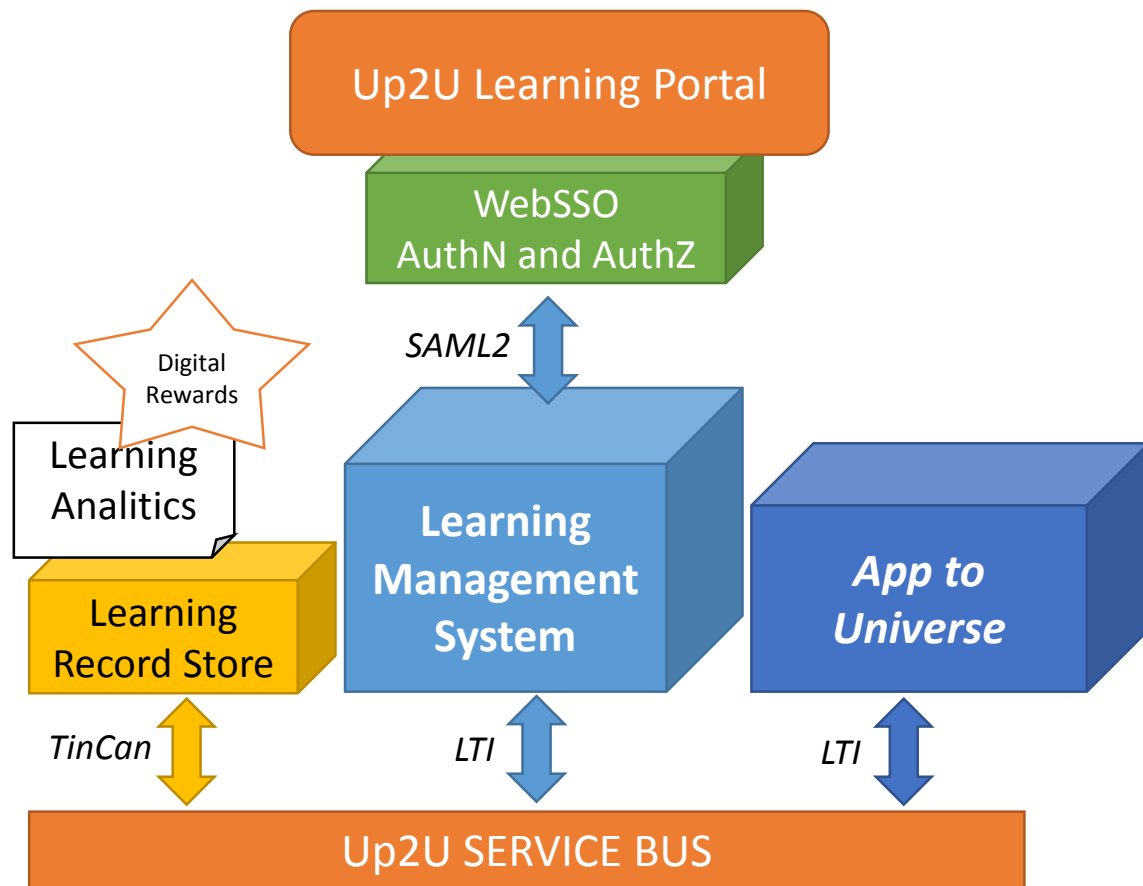 Up2U Learning Portal
WebSSO
AuthN and AuthZ
SAML2
Digital
Rewards
Learning
Analitics
Learning
Management
System
App to
Universe
Learning
Record Store
TinCan
LTI
LTI
Up2U SERVICE BUS